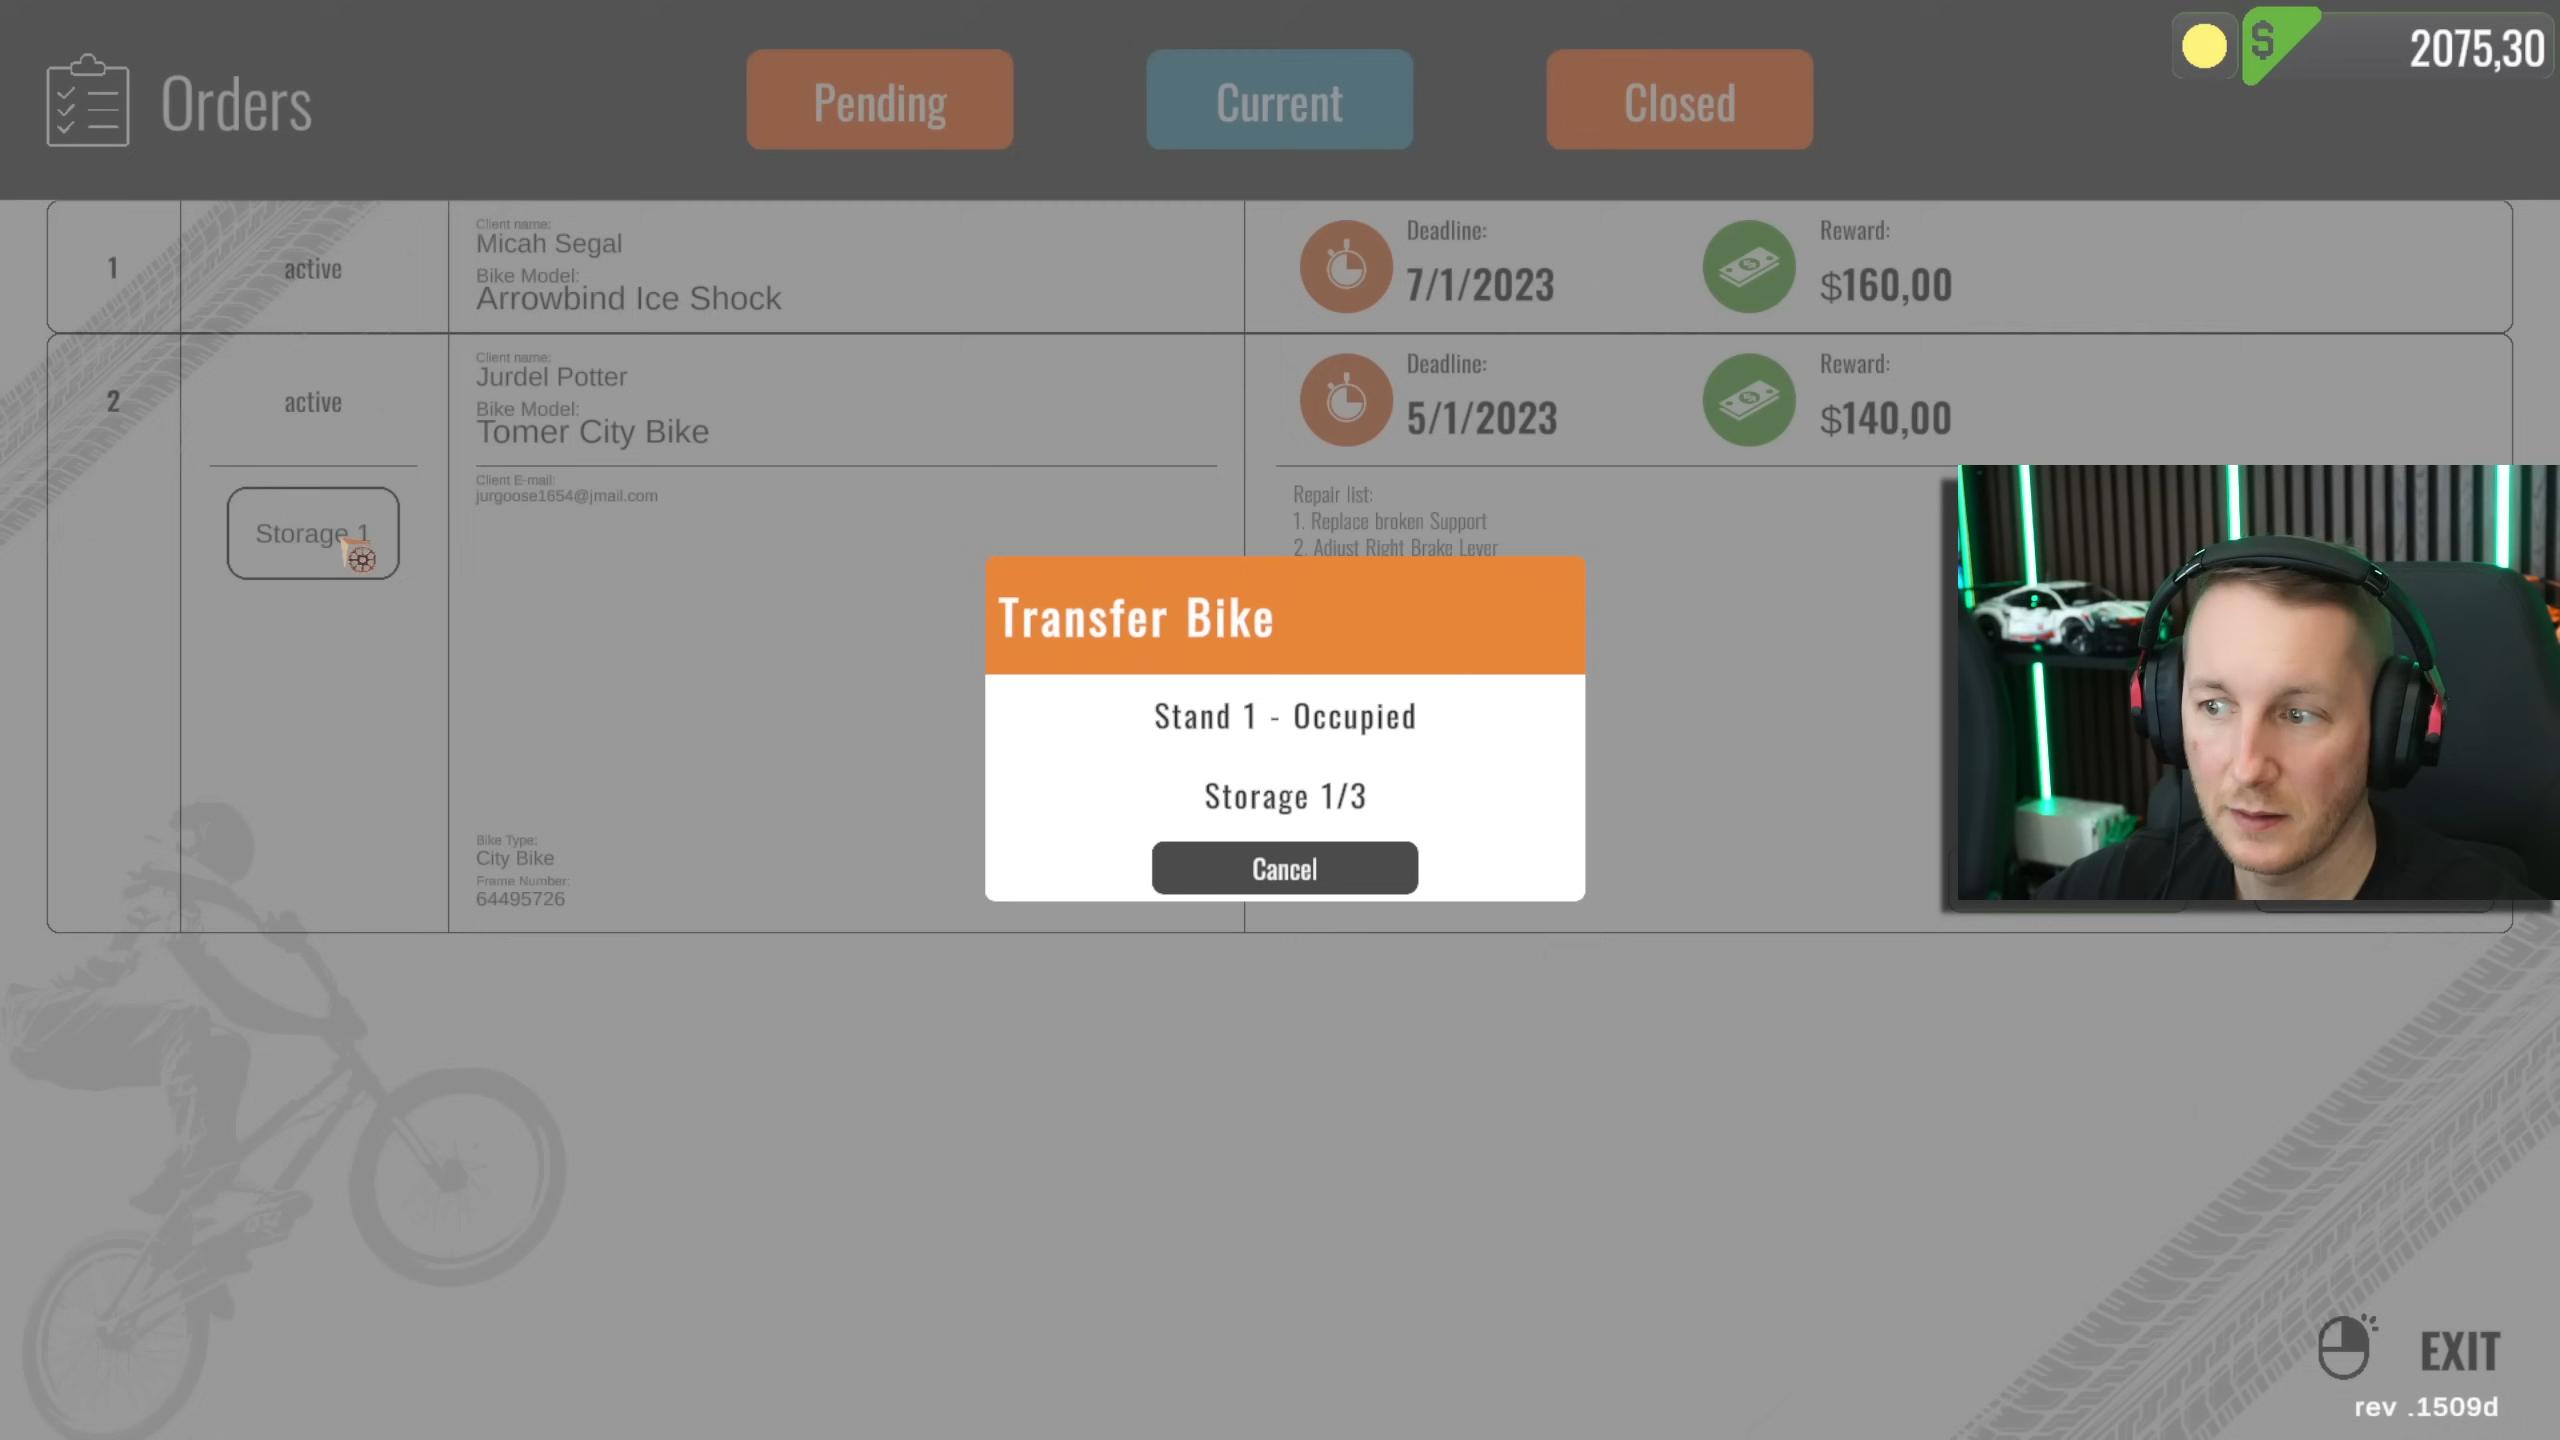 Orders
Pending
Current
Closed
2075,30
1
active
Client name:
Micah Segal
Bike Model:
Arrowbind Ice Shock
Deadline:
7/1/2023
Reward:
$160,00
2
active
Client name:
Jurdel Potter
Bike Model:
Tomer City Bike
Deadline:
5/1/2023
Reward:
$140,00
Storage 1
Client E-mail:
jurgoose1654@jmail.com
Repair list:
1. Replace broken Support
2. Adjust Right Brake Lever
Transfer Bike
Stand 1 - Occupied
Storage 1/3
Cancel
Bike Type:
City Bike
Frame Number:
64495726
EXIT
rev .1509d